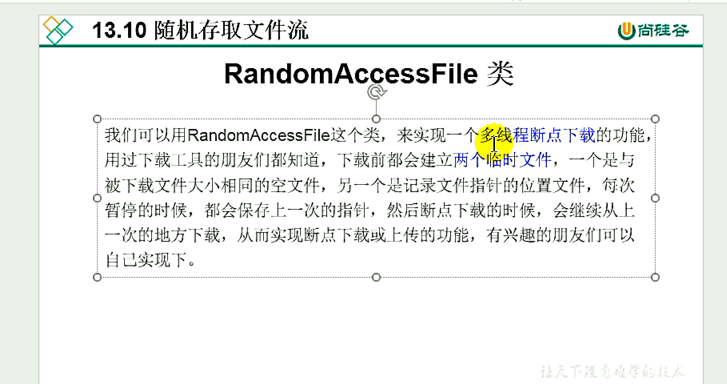 13.10 随机存取文件流
尚硅谷
RandomAccessFile 类
我们可以用RandomAccessFile这个类，来实现一个多线程断点下载的功能，
用过下载工具的朋友们都知道，下载前都会建立两个临时文件，一个是与
被下载文件大小相同的空文件，另一个是记录文件指针的位置文件，每次
暂停的时候，都会保存上一次的指针，然后断点下载的时候，会继续从上
一次的地方下载，从而实现断点下载或上传的功能，有兴趣的朋友们可以
自己实现下。
让天下没有难学的技术